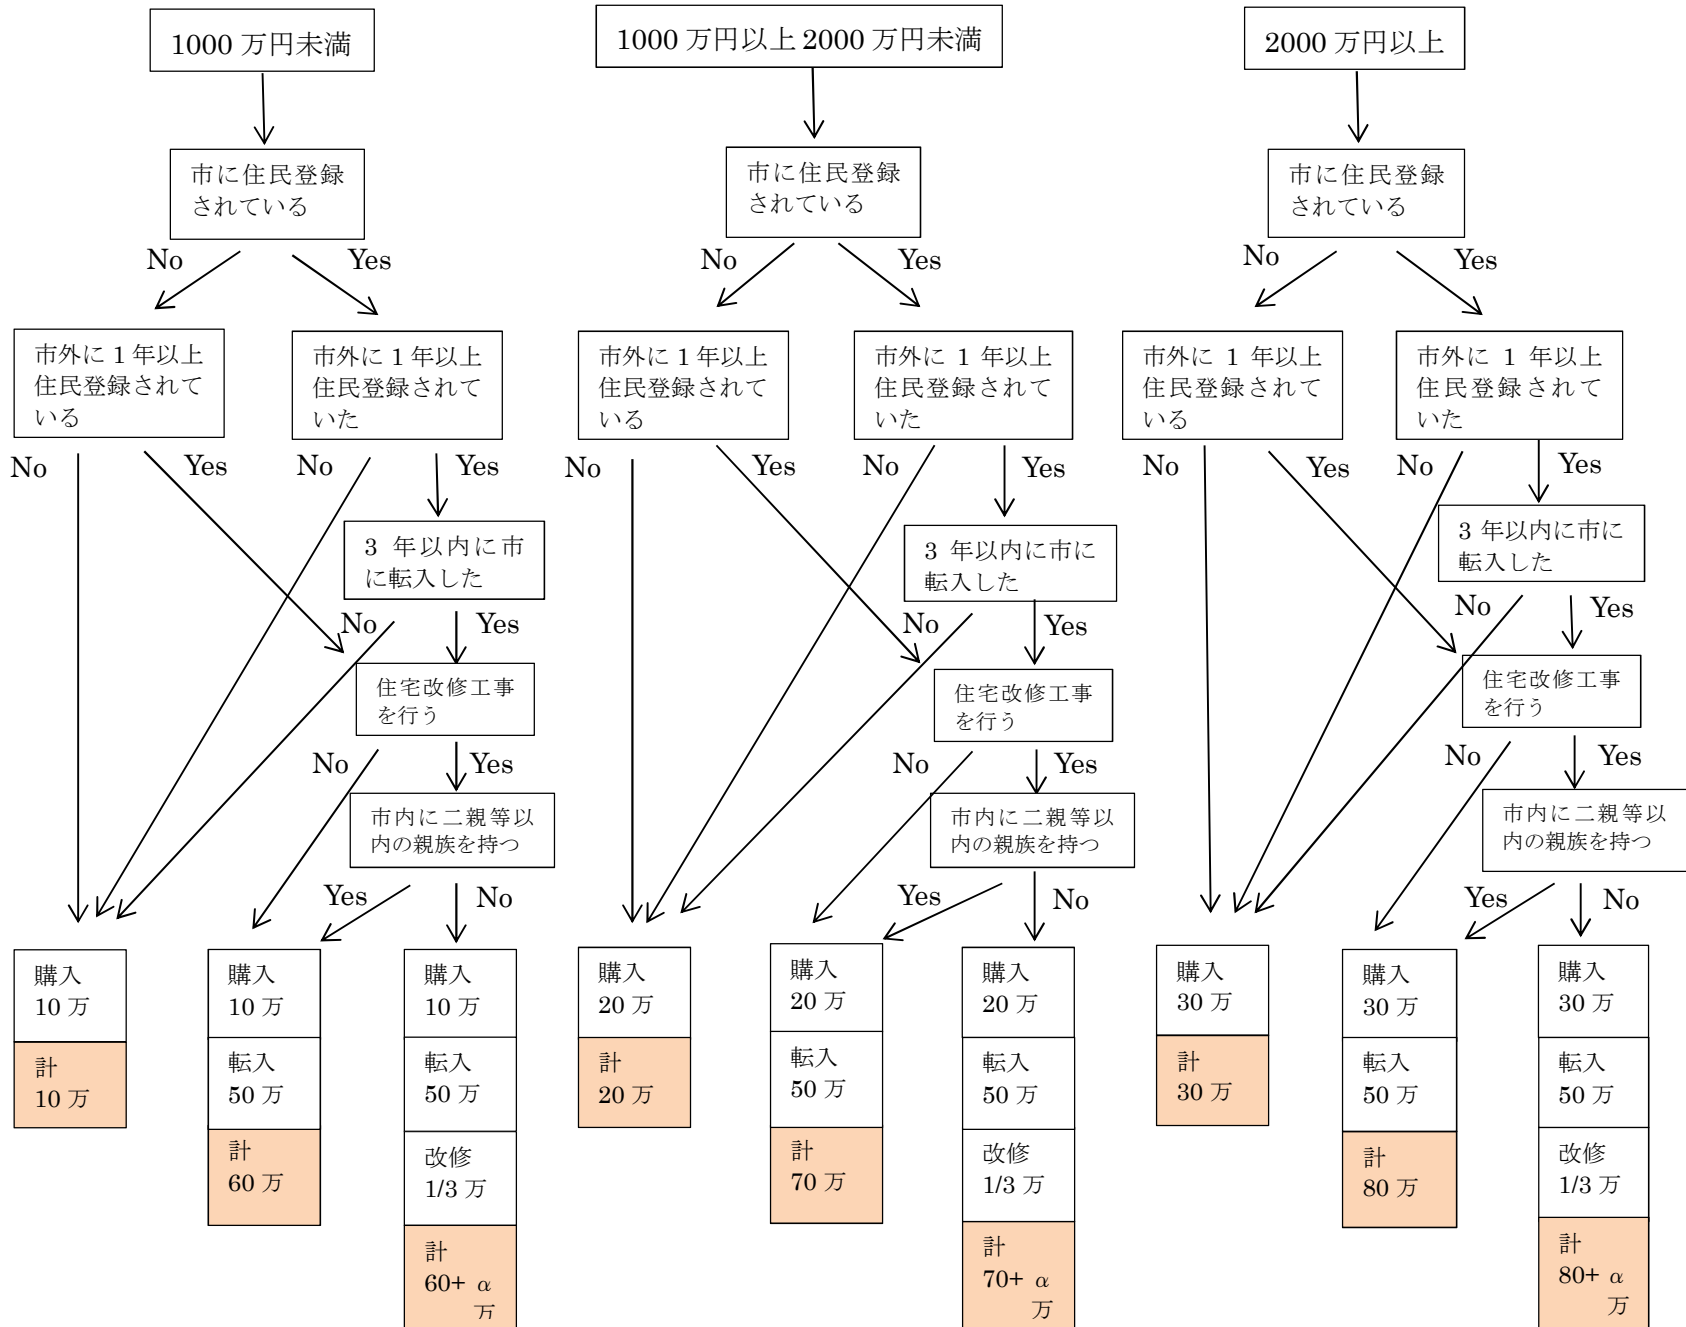 1000 万円未満
1000 万円以上 2000 万円未満
2000 万円以上
市に住民登録
されている
市に住民登録
されている
市に住民登録
されている
No
Yes
No
Yes
No
Yes
市外に 1 年以上
住民登録されて
いる
市外に 1 年以上
住民登録されて
いた
市外に 1 年以上
住民登録されて
いる
市外に 1 年以上
住民登録されて
いた
市外に 1 年以上
住民登録されて
いる
市外に 1 年以上
住民登録されて
いた
No
Yes
No
Yes
No
Yes
No
Yes
No
Yes
No
Yes
3 年以内に市
に転入した
3 年以内に市に
転入した
3 年以内に市に
転入した
No
Yes
No
Yes
No
Yes
住宅改修工事
を行う
住宅改修工事
を行う
住宅改修工事
を行う
No
Yes
No
Yes
No
Yes
市内に二親等以
内の親族を持つ
市内に二親等以
内の親族を持つ
市内に二親等以
内の親族を持つ
Yes
No
Yes
No
Yes
No
購入
10 万
計
10 万
購入
10 万
転入
50 万
計
60 万
購入
10 万
転入
50 万
改修
1/3 万
計
60+ α
万
購入
20 万
計
20 万
購入
20 万
転入
50 万
計
70 万
購入
20 万
転入
50 万
改修
1/3 万
計
70+ α
万
購入
30 万
計
30 万
購入
30 万
転入
50 万
計
80 万
購入
30 万
転入
50 万
改修
1/3 万
計
80+ α
万